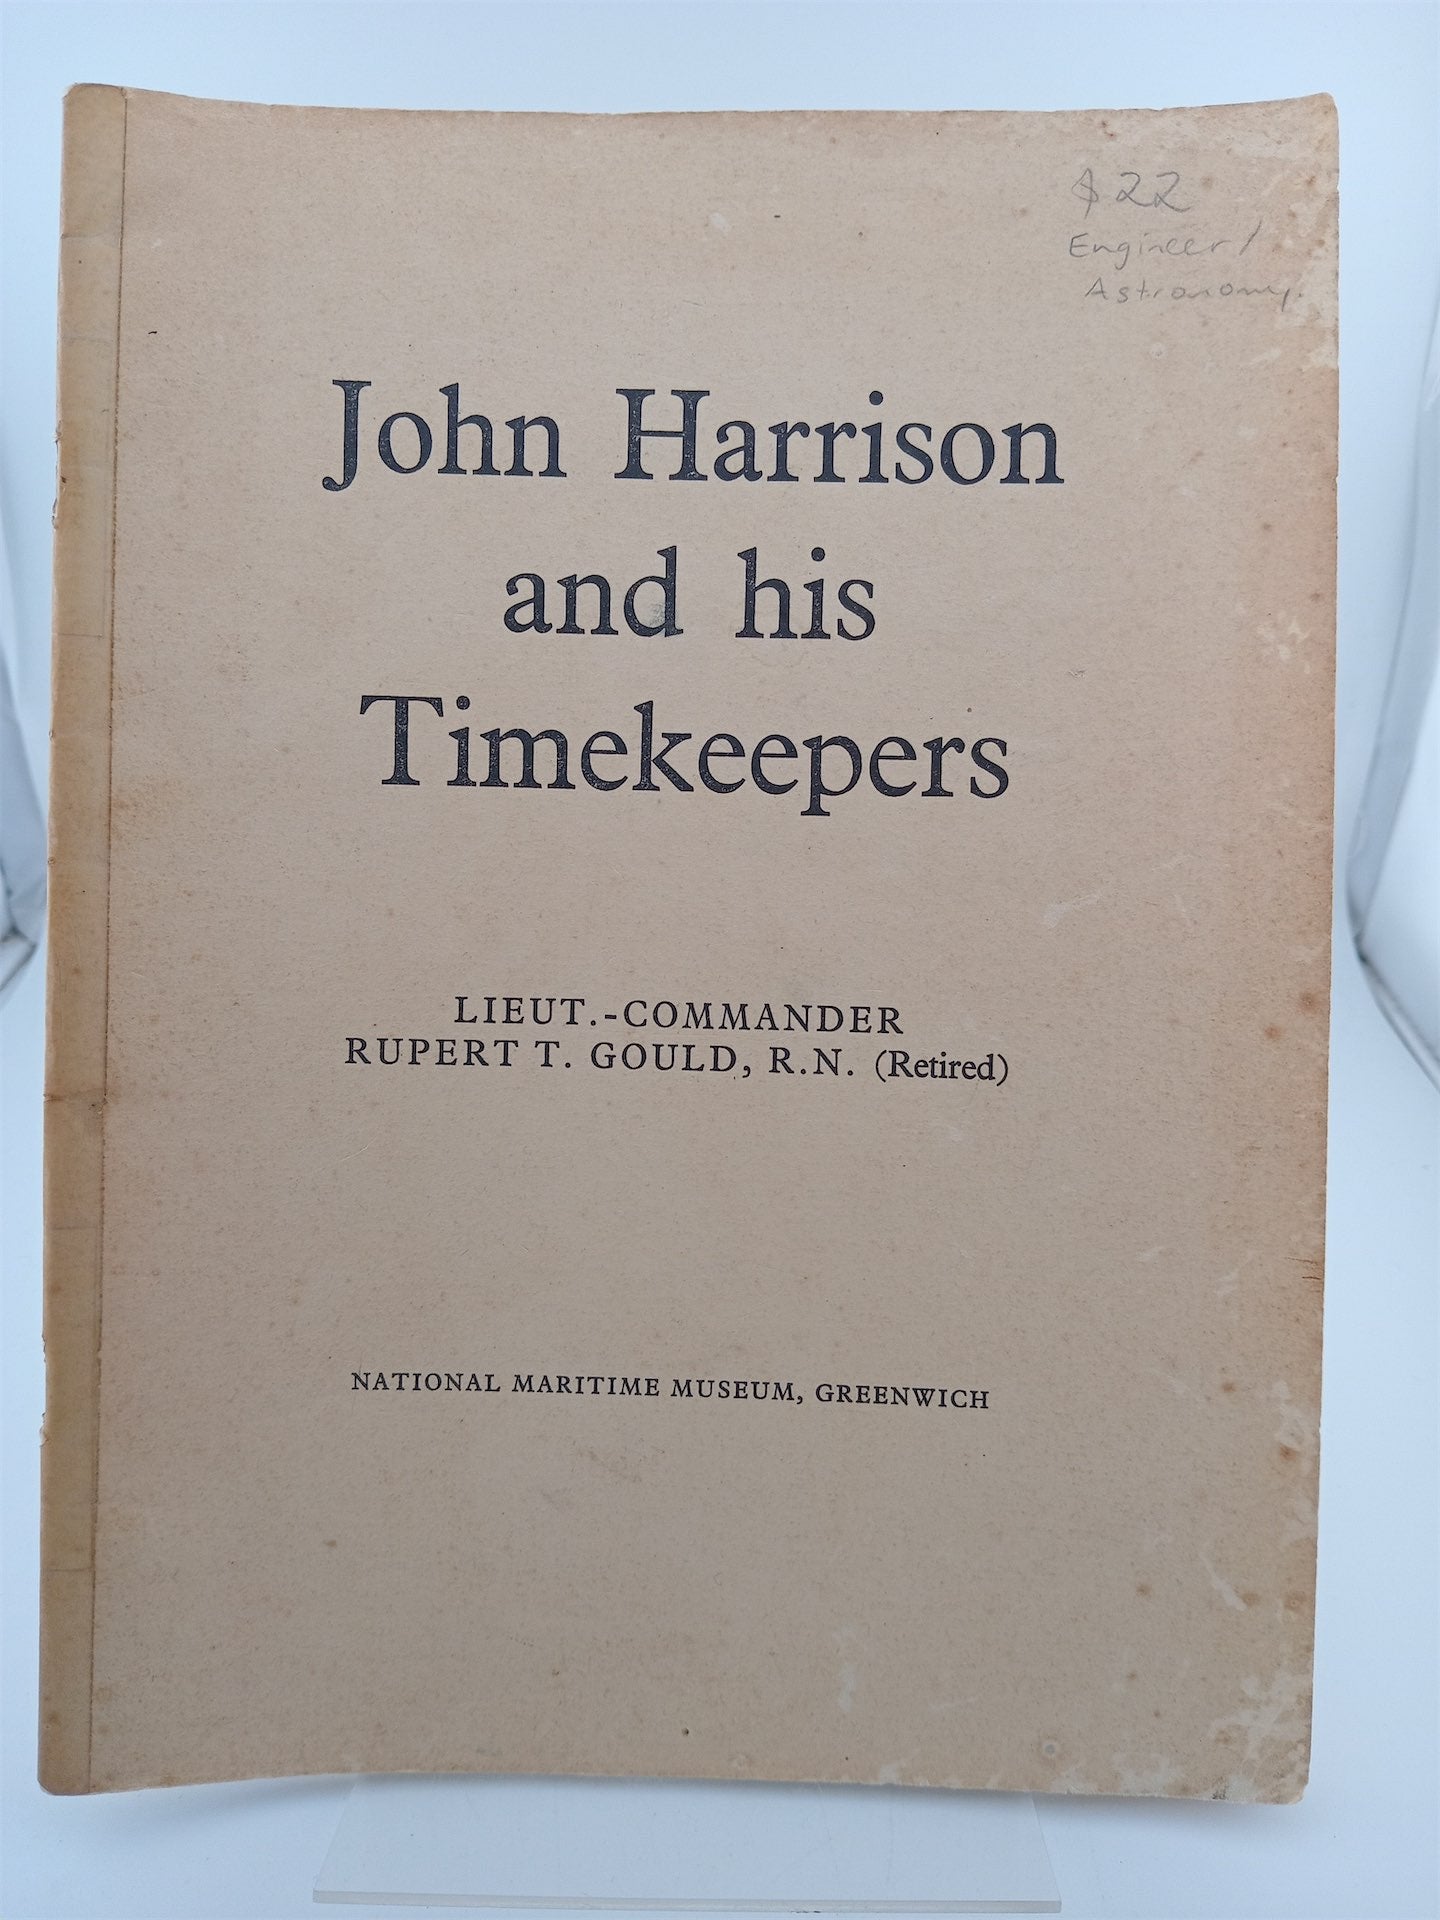 $22
Engineer/
Astronomy.
John Harrison
and his
Timekeepers
LIEUT.-COMMANDER
RUPERT T. GOULD, R.N. (Retired)
NATIONAL MARITIME MUSEUM, GREENWICH